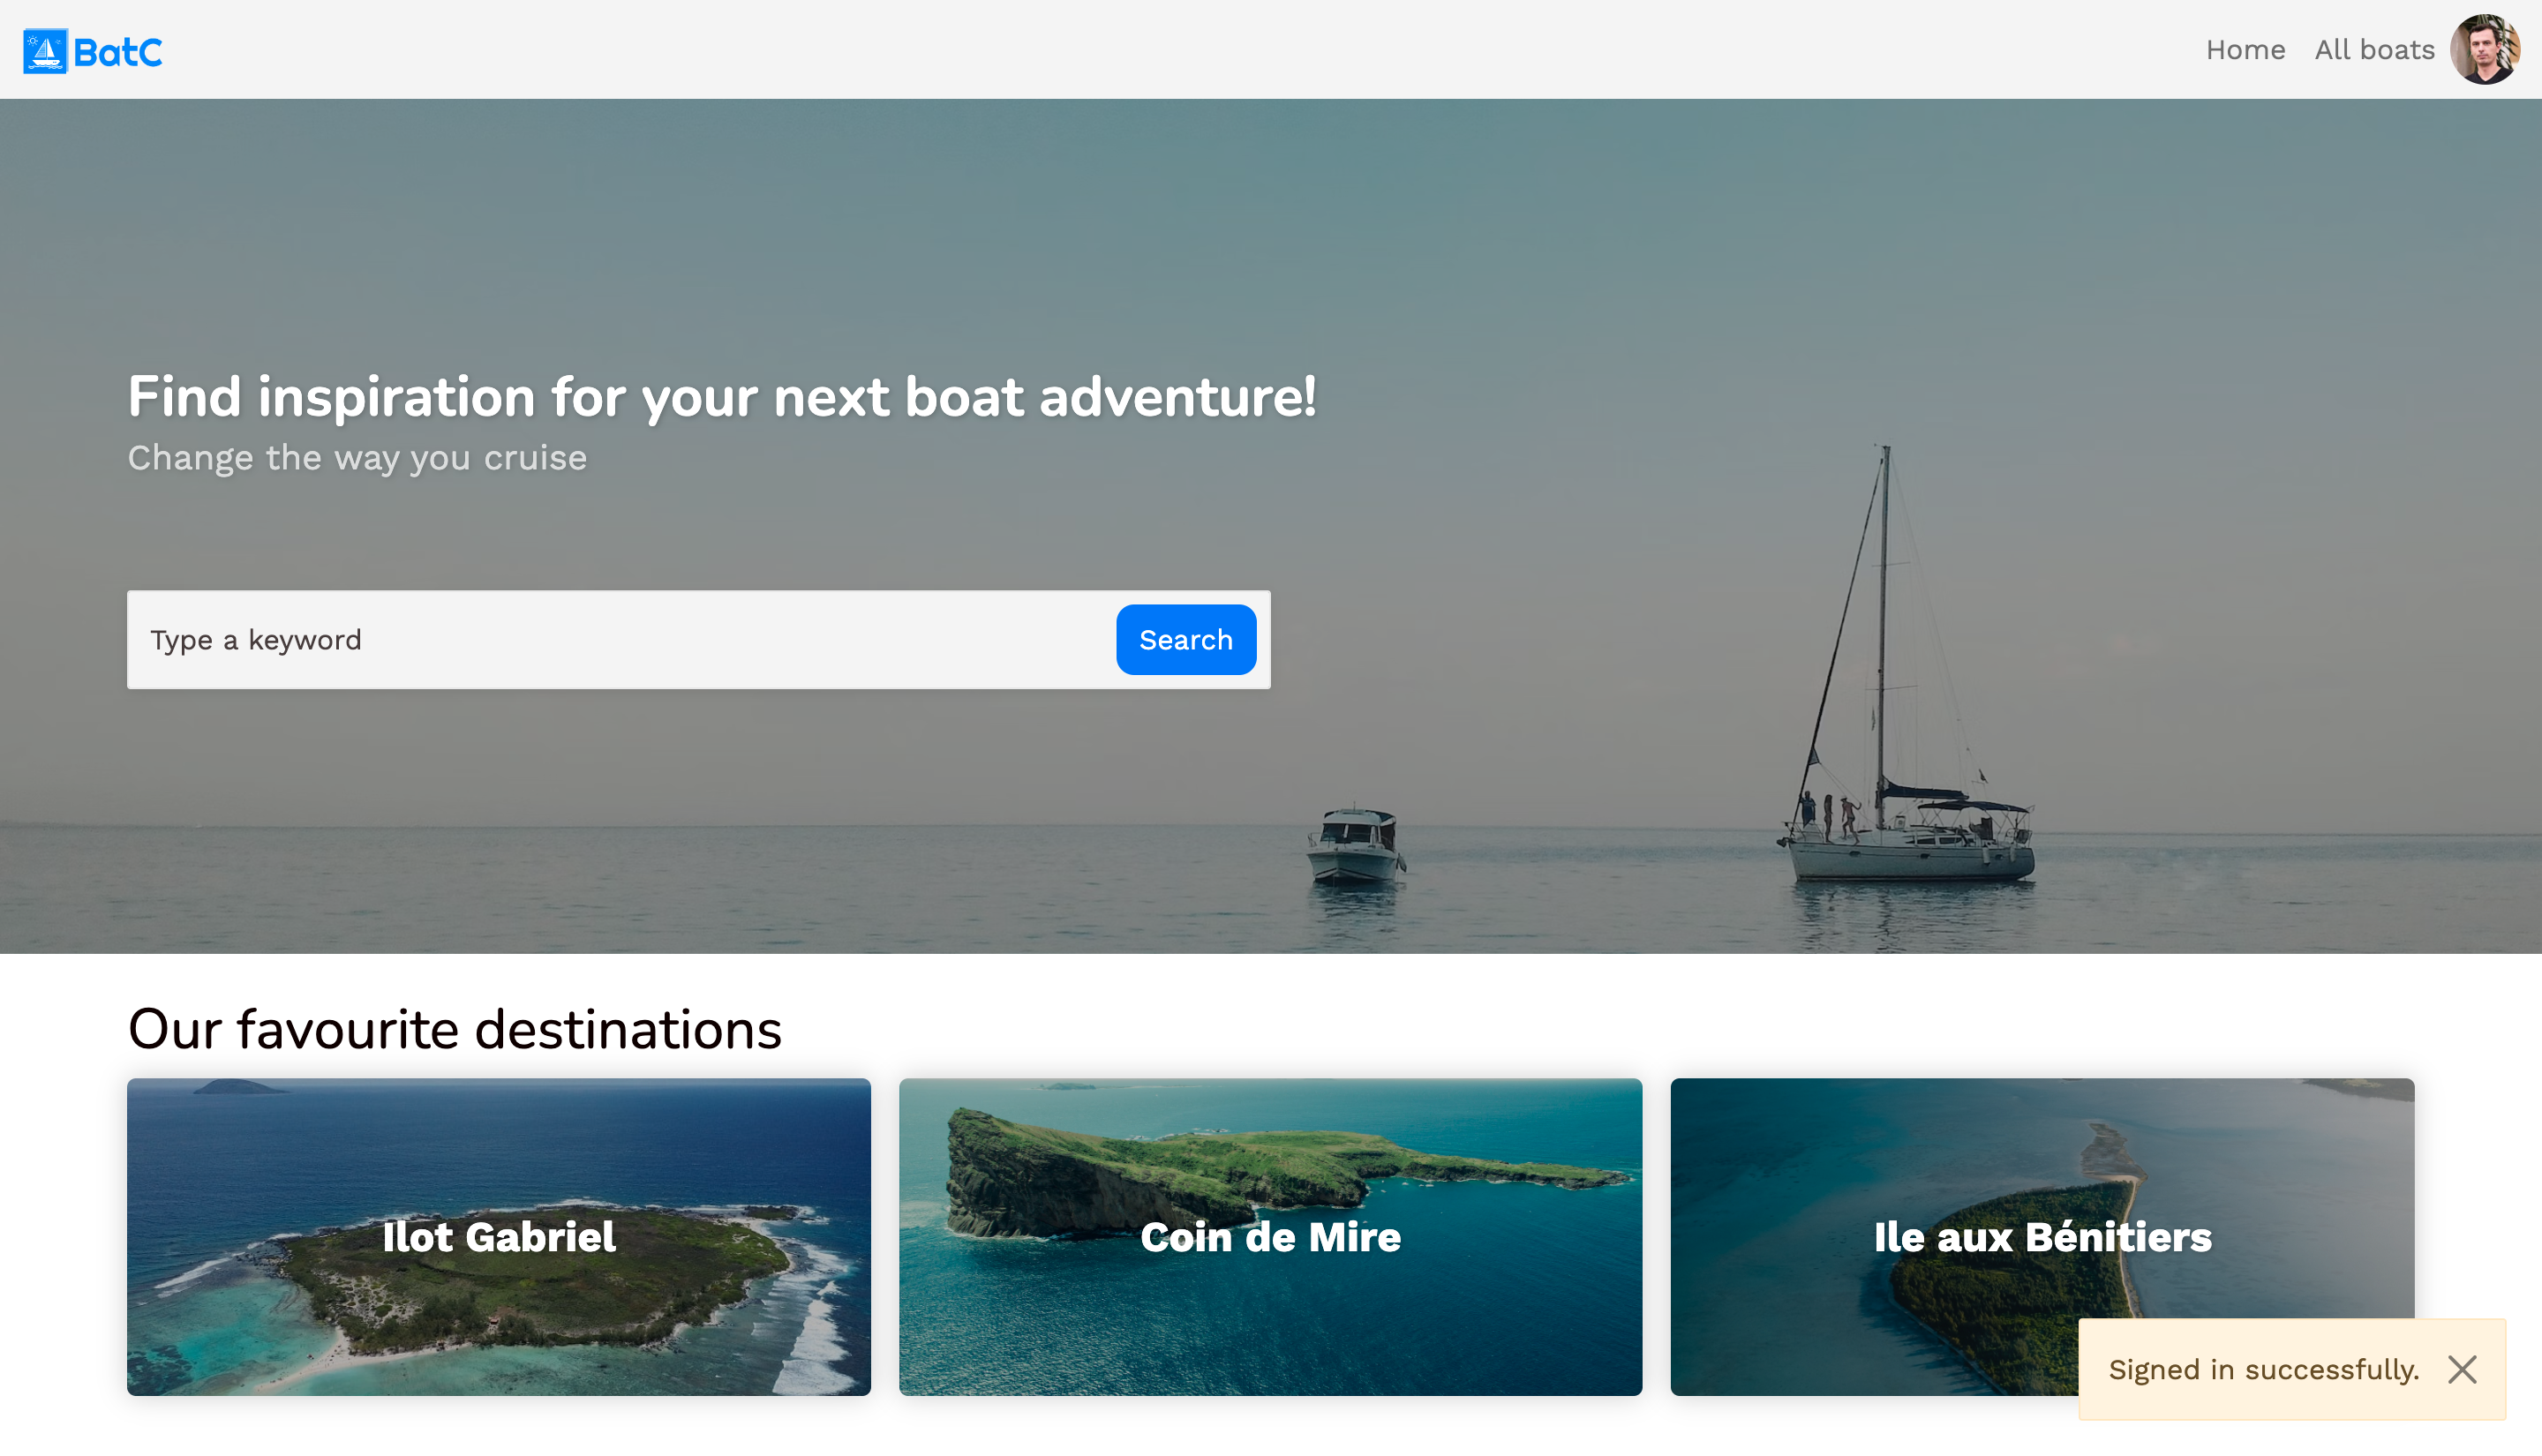 BatC
Home
All boats
Find inspiration for your next boat adventure!
Change the way you cruise
Type a keyword
Search
Our favourite destinations
Ilot Gabriel
Coin de Mire
Ile aux Bénitiers
Signed in successfully.